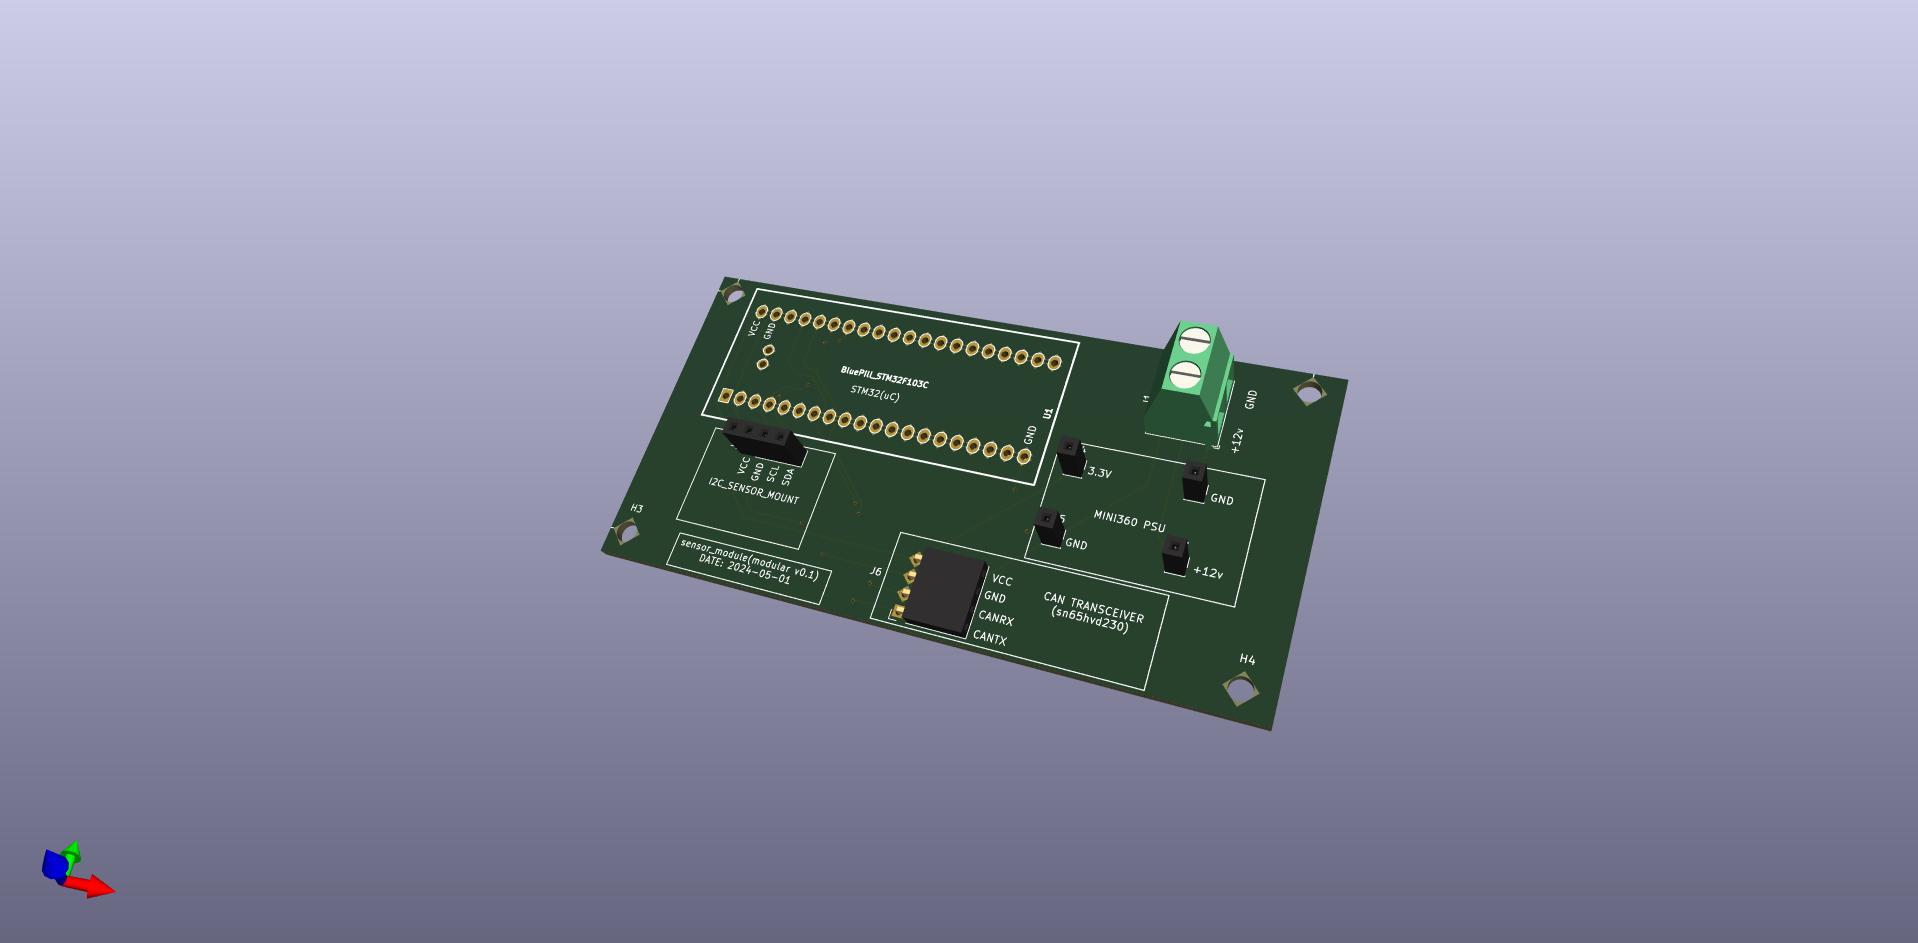 VCC
GND
BluePill_STM32F103C
STM32(uC)
U1
GND
GND
+12v
3.3V
GND
MINI360 PSU
GND
+12v
VCC
GND
SCL
SDA
I2C_SENSOR_MOUNT
H3
sensor_module(modular v0.1)
DATE: 2024-05-01
J6
VCC
GND
CANRX
CANTX
CAN TRANSCEIVER
(sn65hvd230)
H4